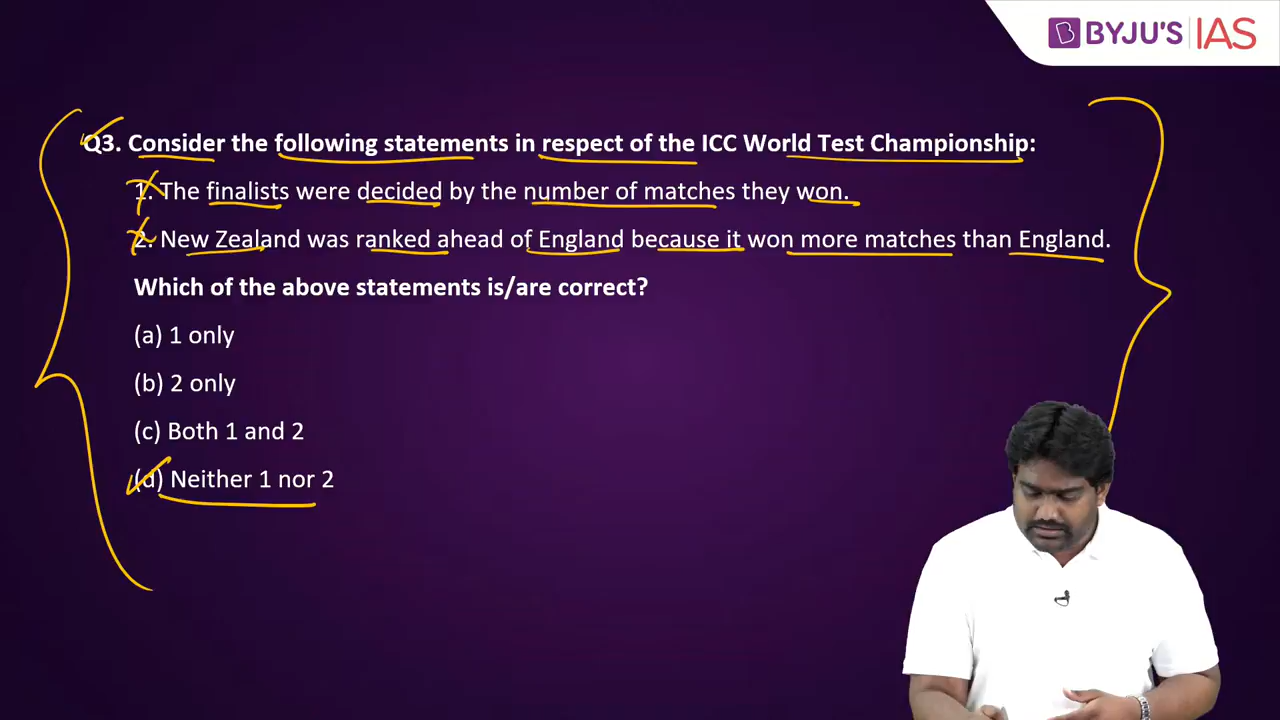 BYJU'S IAS
Q3. Consider the following statements in respect of the ICC World Test Championship:
1. The finalists were decided by the number of matches they won.
2. New Zealand was ranked ahead of England because it won more matches than England.
Which of the above statements is/are correct?
(a) 1 only
(b) 2 only
(c) Both 1 and 2
(d) Neither 1 nor 2